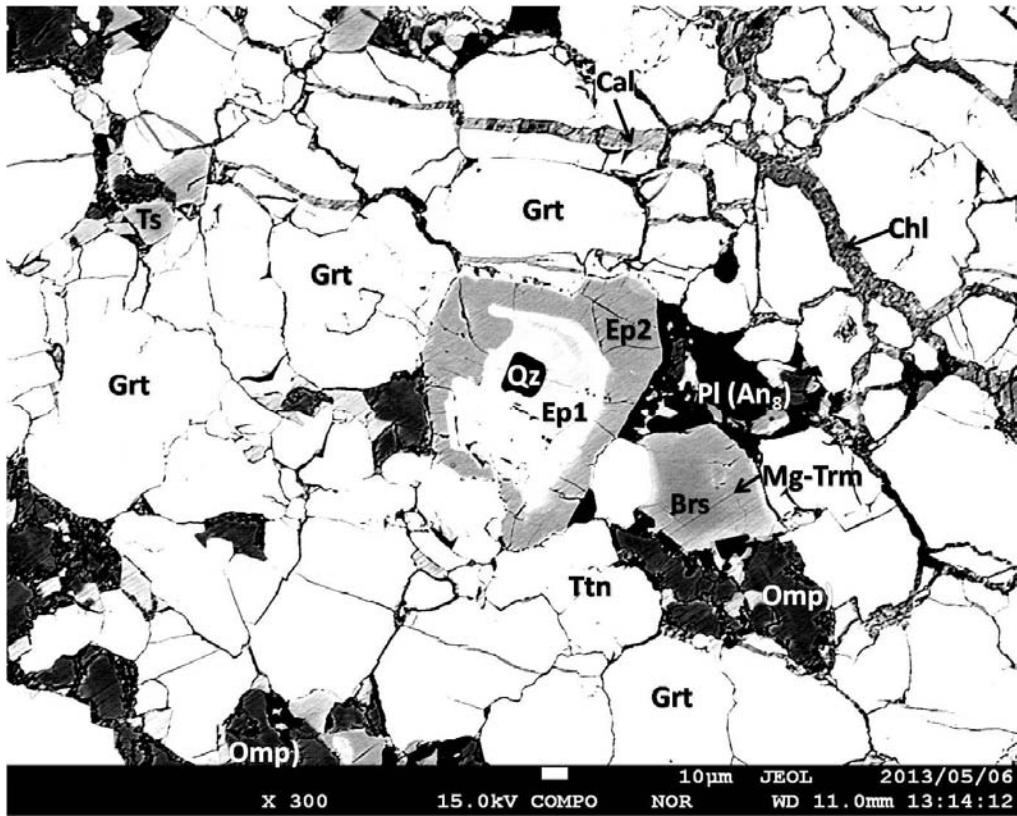 Cal
Grt
Ts
Chl
Grt
Ep2
Grt
Qz
Pl (An₈)
Ep1
Mg-Trm
Brs
Ttn
Omp)
Grt
(Omp)
10µm JEOL 2013/05/06
X 300 15.0kV COMPO NOR WD 11.0mm 13:14:12